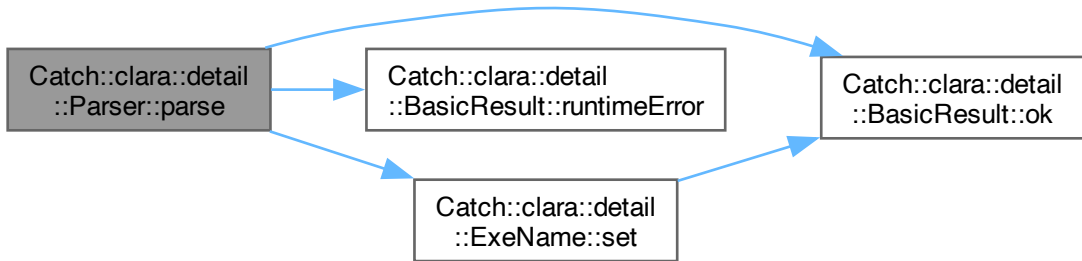 Catch::clara::detail
::Parser::parse
Catch::clara::detail
::BasicResult::runtimeError
Catch::clara::detail
::BasicResult::ok
Catch::clara::detail
::ExeName::set